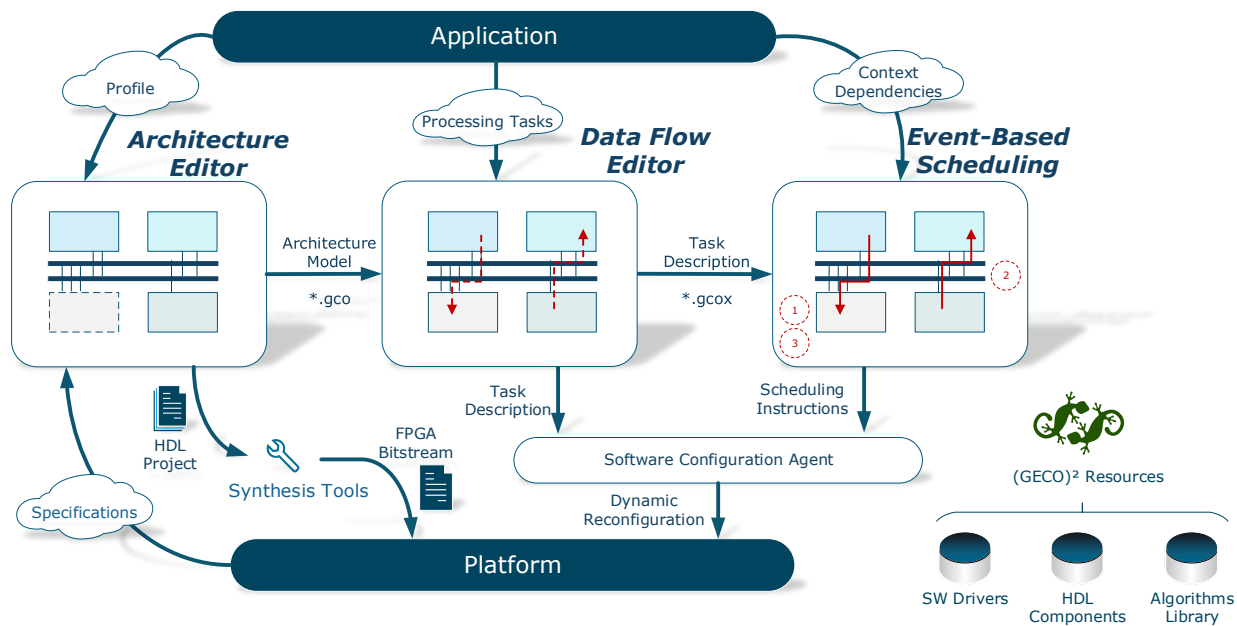 Application
Profile
Processing Tasks
Context
Dependencies
Architecture
Editor
Data Flow
Editor
Event-Based
Scheduling
Architecture
Model
*.gco
Task
Description
*.gcox
1
2
3
HDL
Project
Synthesis Tools
FPGA
Bitstream
Task
Description
Scheduling
Instructions
Software Configuration Agent
Dynamic
Reconfiguration
Specifications
Platform
(GECO)² Resources
SW Drivers
HDL
Components
Algorithms
Library